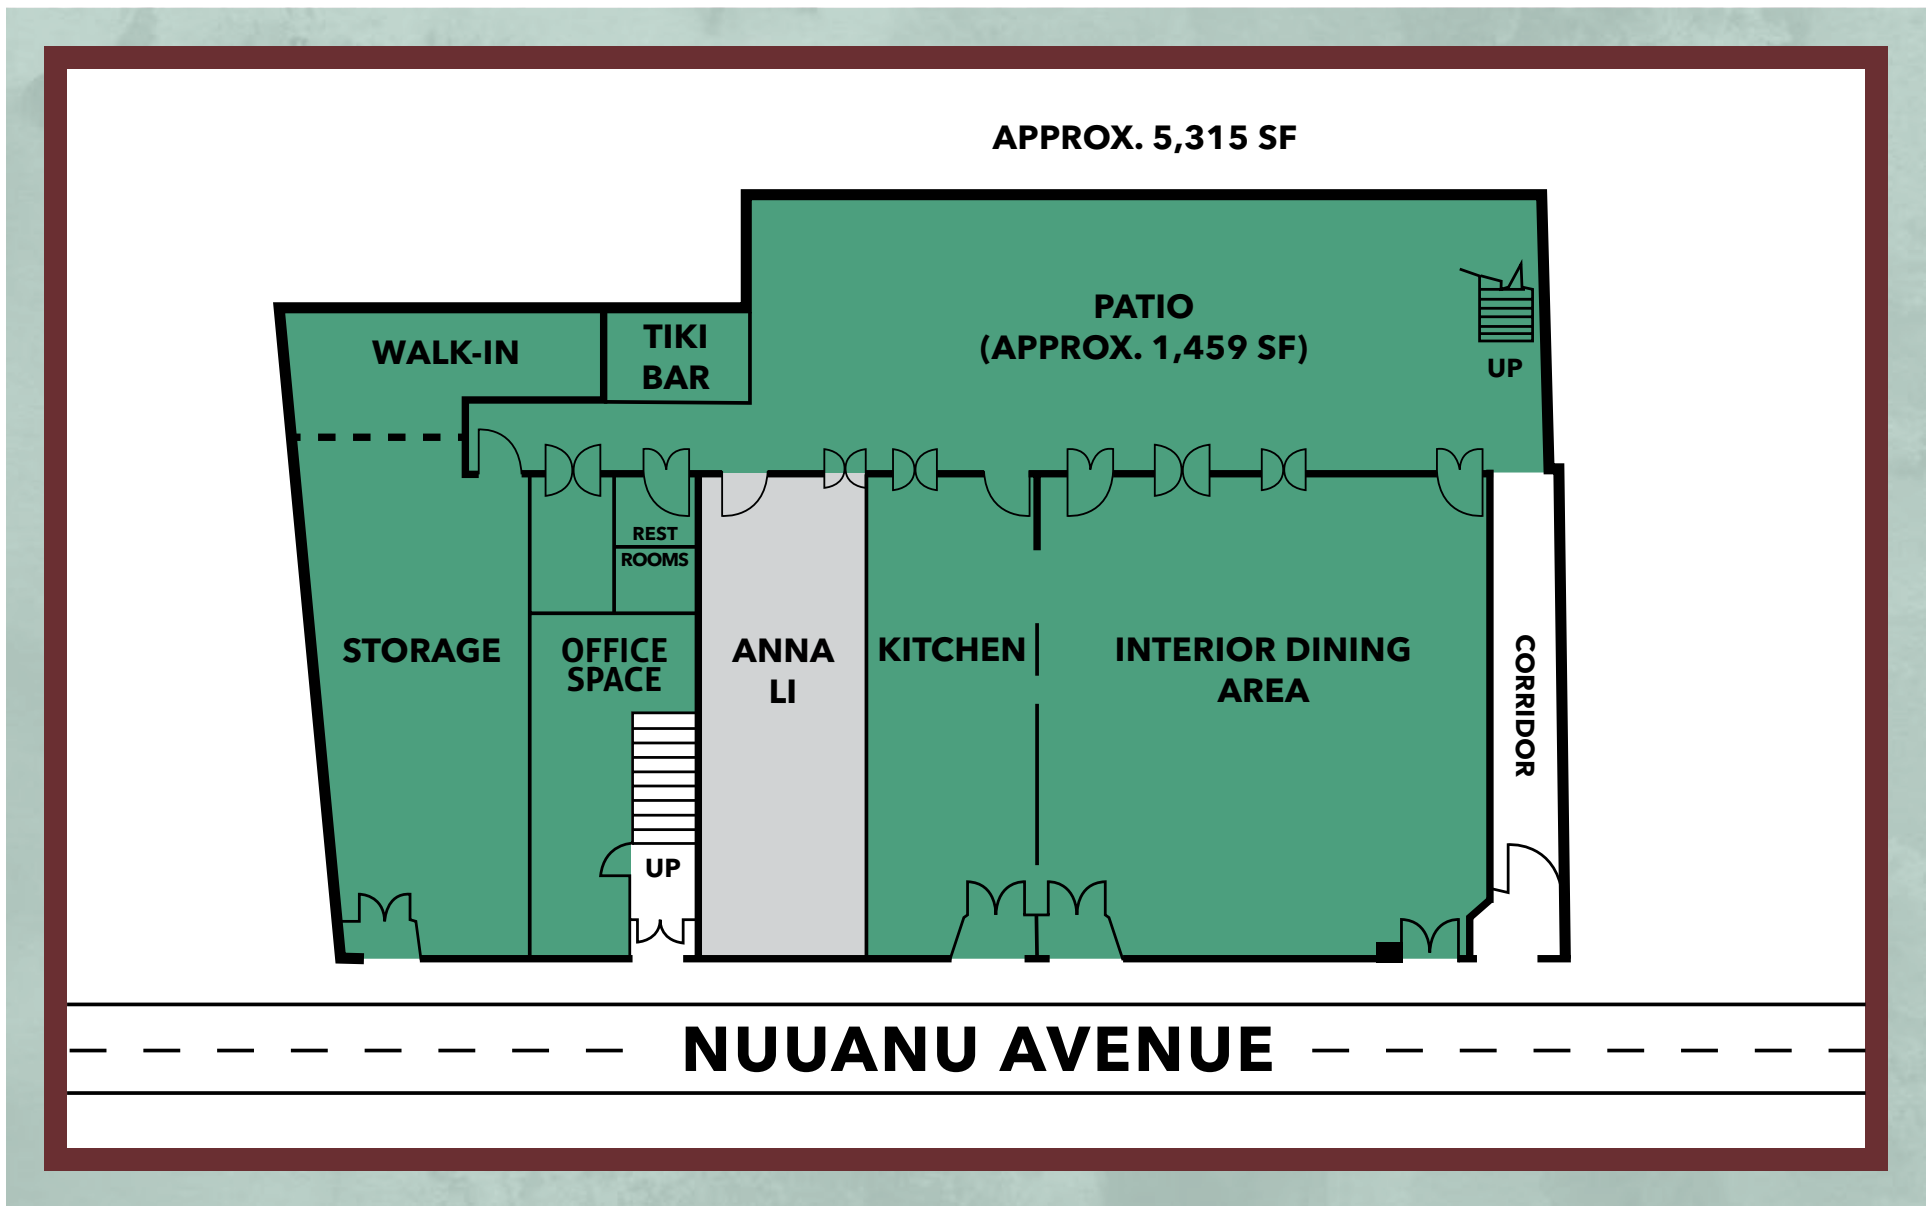 APPROX. 5,315 SF
PATIO
(APPROX. 1,459 SF)
UP
WALK-IN
TIKI
BAR
REST
ROOMS
STORAGE
OFFICE
SPACE
ANNA
LI
KITCHEN
INTERIOR DINING
AREA
CORRIDOR
UP
NUUANU AVENUE